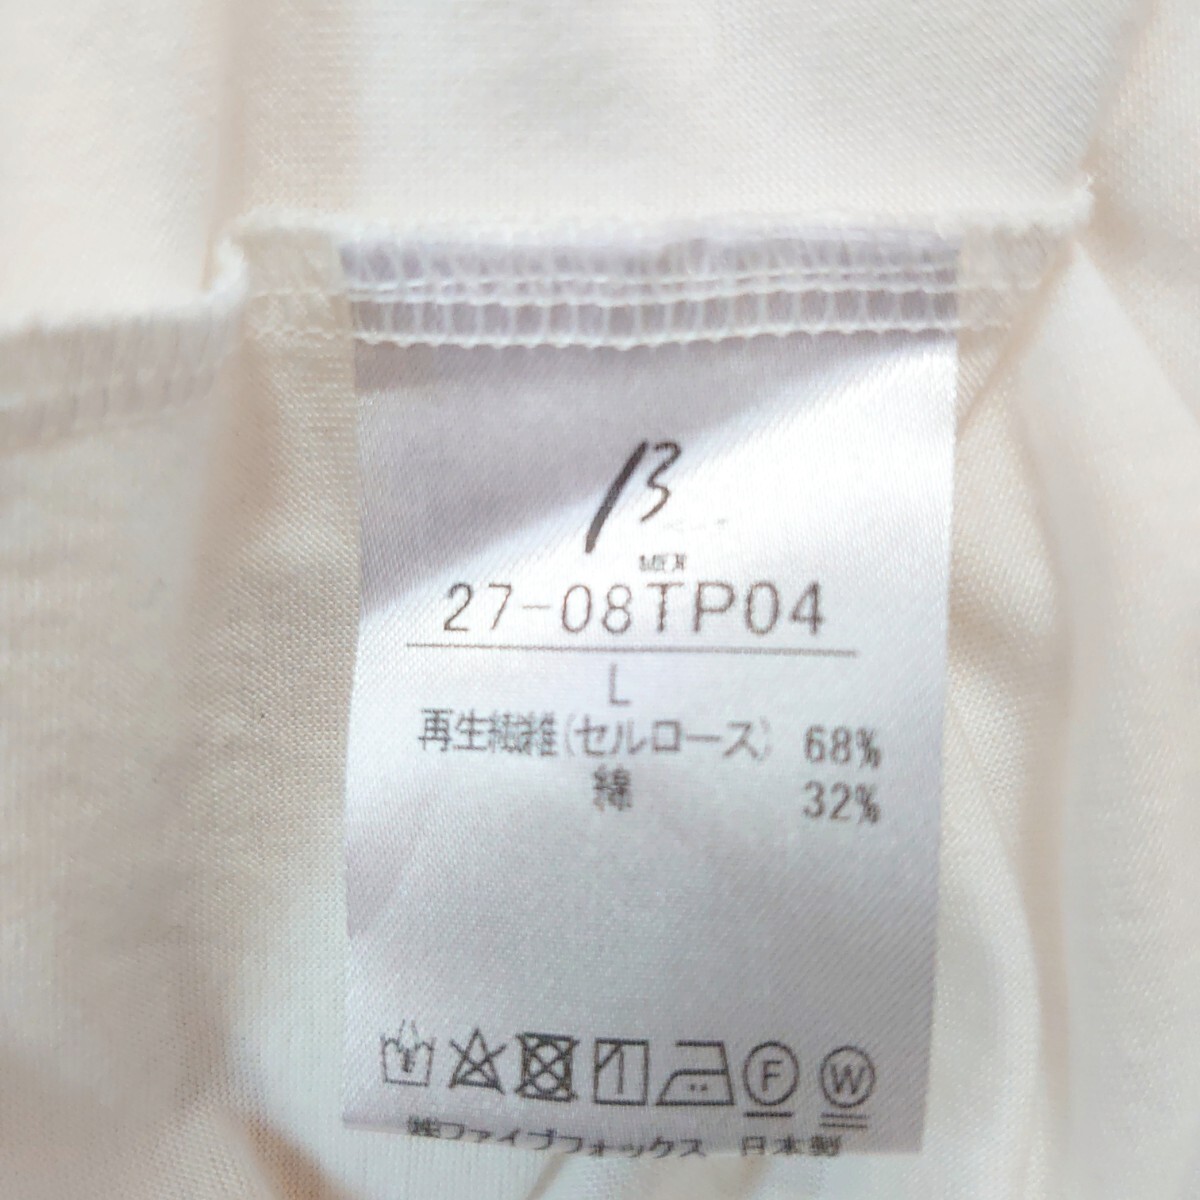 27-08TP04
L
再生繊維(セルロース) 68%
綿 32%
F W
㈱ファイブフォックス 日本製